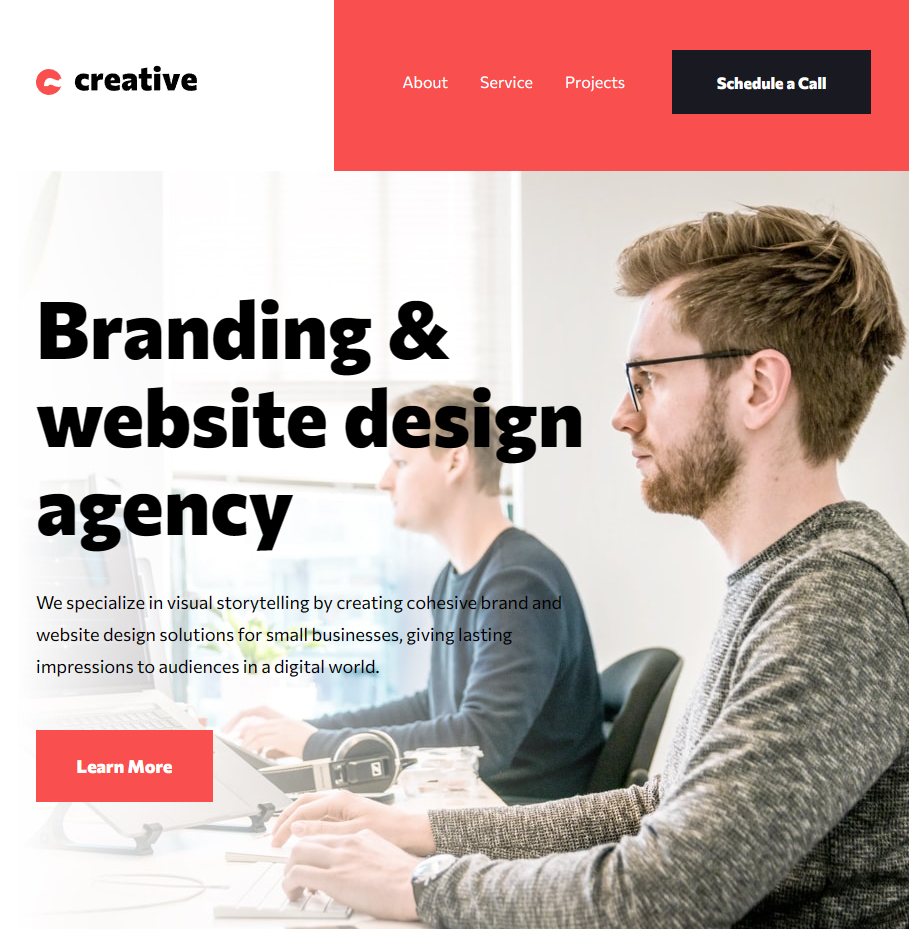 creative
About Service Projects Schedule a Call
Branding &
website design
agency
We specialize in visual storytelling by creating cohesive brand and
website design solutions for small businesses, giving lasting
impressions to audiences in a digital world.
Learn More